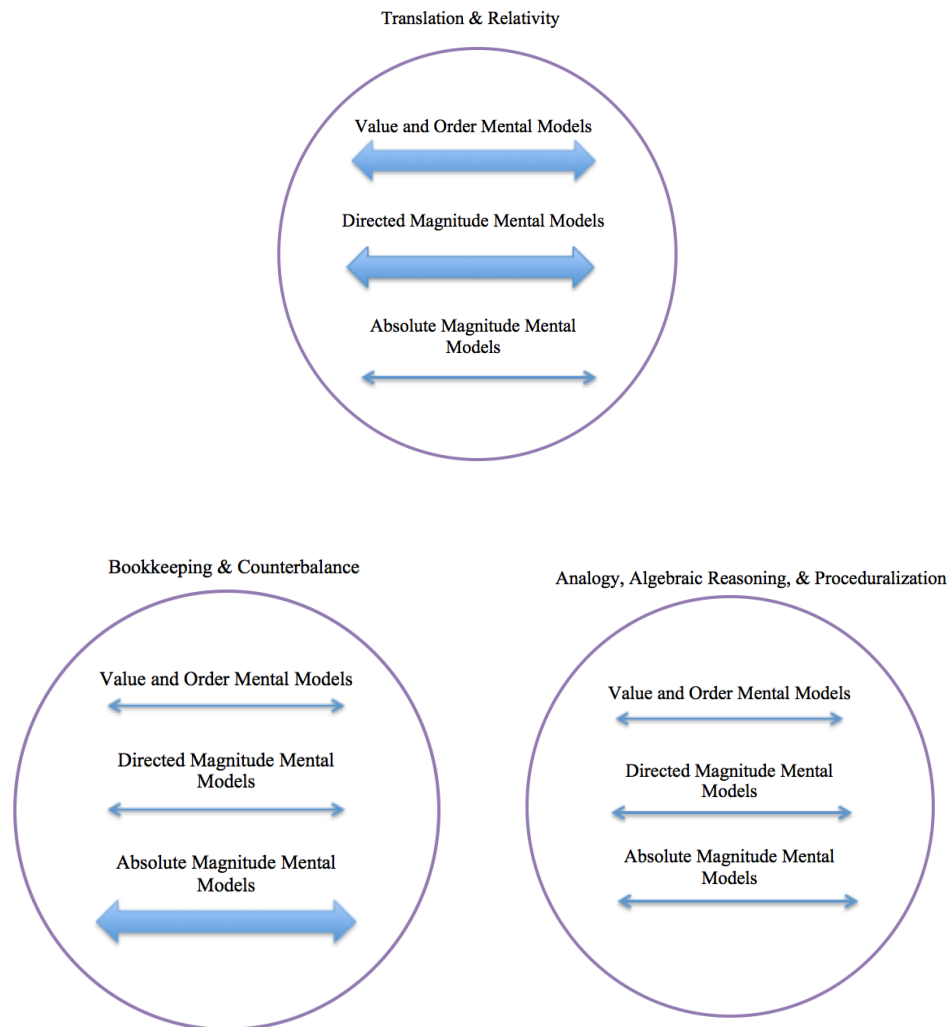 Translation & Relativity
Value and Order Mental Models
Directed Magnitude Mental Models
Absolute Magnitude Mental
Models
Bookkeeping & Counterbalance
Value and Order Mental Models
Directed Magnitude Mental
Models
Absolute Magnitude Mental
Models
Analogy, Algebraic Reasoning, & Proceduralization
Value and Order Mental Models
Directed Magnitude Mental
Models
Absolute Magnitude Mental
Models